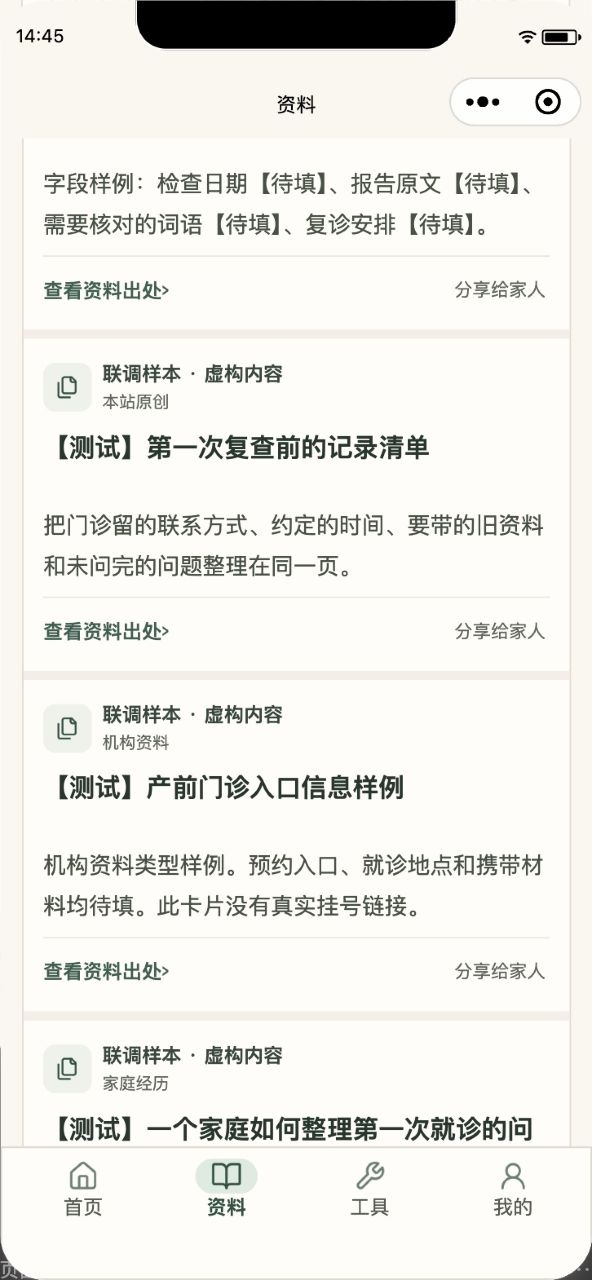 14:45
资料
字段样例：检查日期【待填】、报告原文【待填】、
需要核对的词语【待填】、复诊安排【待填】。
查看资料出处>
分享给家人
联调样本 · 虚构内容
本站原创
【测试】第一次复查前的记录清单
把门诊留的联系方式、约定的时间、要带的旧资料
和未问完的问题整理在同一页。
查看资料出处>
分享给家人
联调样本 · 虚构内容
机构资料
【测试】产前门诊入口信息样例
机构资料类型样例。预约入口、就诊地点和携带材
料均待填。此卡片没有真实挂号链接。
查看资料出处>
分享给家人
联调样本 · 虚构内容
家庭经历
【测试】一个家庭如何整理第一次就诊的问
首页
资料
工具
我的